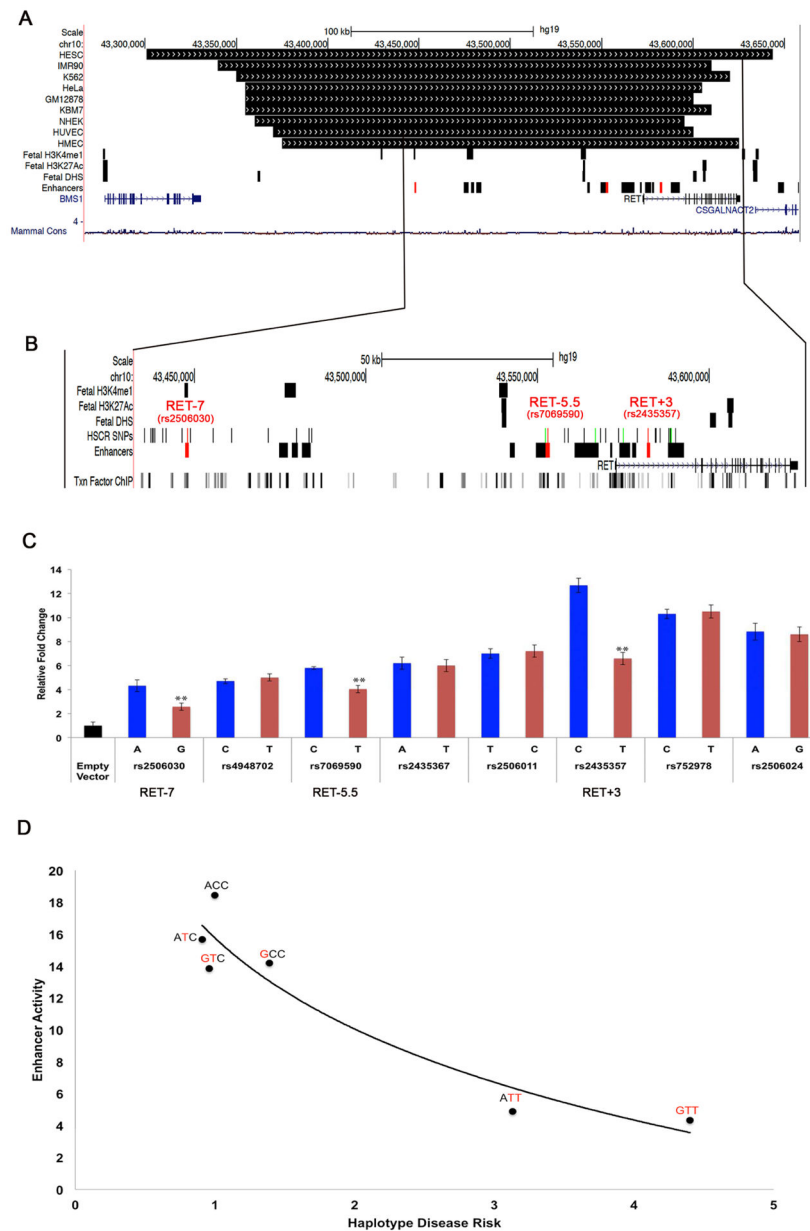 A
Scale 100 kb hg19
chr10: 43,300,000 43,350,000 43,400,000 43,450,000 43,500,000 43,550,000 43,600,000 43,650,000
HESC
IMR90
K562
HeLa
GM12878
KBM7
NHEK
HUVEC
HMEC
Fetal H3K4me1
Fetal H3K27Ac
Fetal DHS
Enhancers
BMS1 RET
CSGALNACT2
4
Mammal Cons
B
Scale 50 kb hg19
chr10: 43,450,000 43,500,000 43,550,000 43,600,000
Fetal H3K4me1
Fetal H3K27Ac RET-7 RET-5.5 RET+3
Fetal DHS (rs2506030) (rs7069590) (rs2435357)
HSCR SNPs
Enhancers
RET
Txn Factor ChIP
C
Relative Fold Change
14
12
10
8
6
4
2
0
** ** **
A G C T C T A T T C C T C T A G
Empty Vector rs2506030 rs4948702 rs7069590 rs2435367 rs2506011 rs2435357 rs752978 rs2506024
RET-7 RET-5.5 RET+3
D
Enhancer Activity
20
18
16
14
12
10
8
6
4
2
0
ACC
ATC
GTC
GCC
ATT
GTT
0 1 2 3 4 5
Haplotype Disease Risk